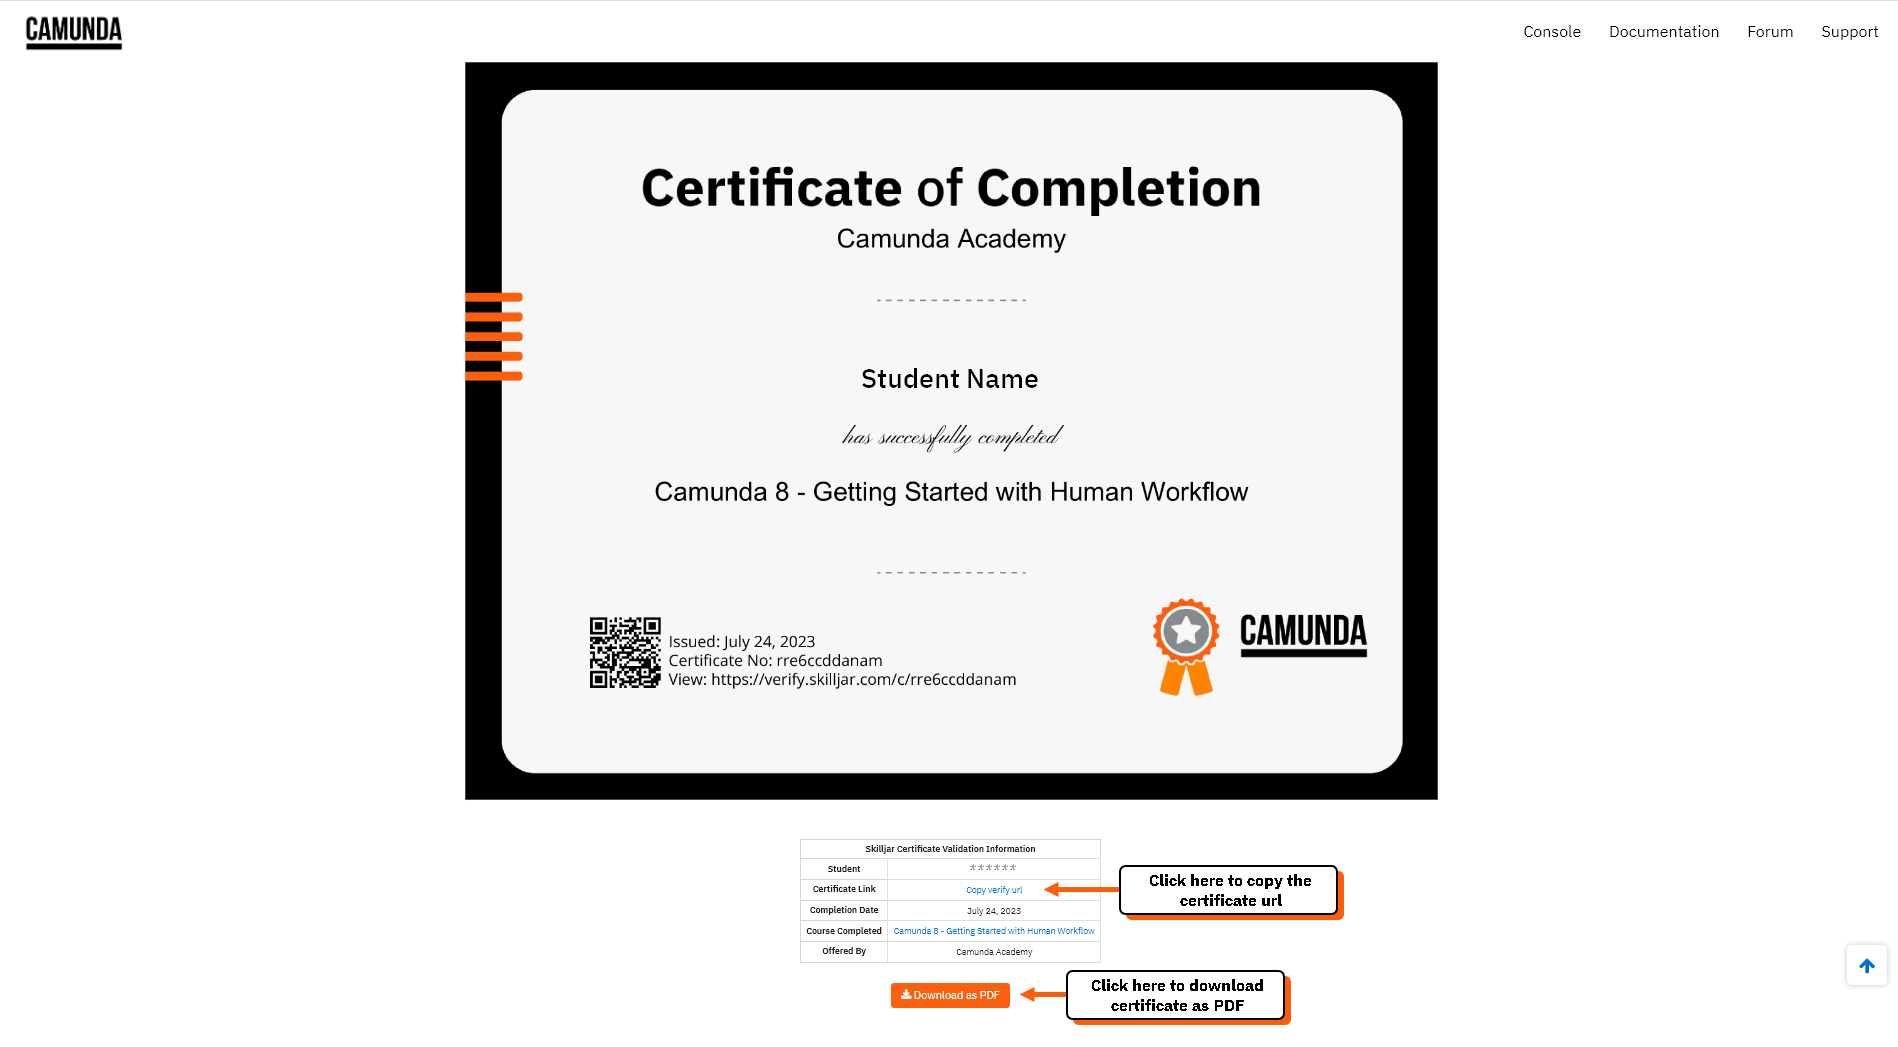 CAMUNDA
Console Documentation Forum Support
Certificate of Completion
Camunda Academy
Student Name
has successfully completed
Camunda 8 - Getting Started with Human Workflow
Issued: July 24, 2023
Certificate No: rre6ccddanam
View: https://verify.skilljar.com/c/rre6ccddanam
CAMUNDA
Skilljar Certificate Validation Information
Student ******
Certificate Link Copy verify url
Completion Date July 24, 2023
Course Completed Camunda 8 - Getting Started with Human Workflow
Offered By Camunda Academy
Click here to copy the
certificate url
Download as PDF
Click here to download
certificate as PDF